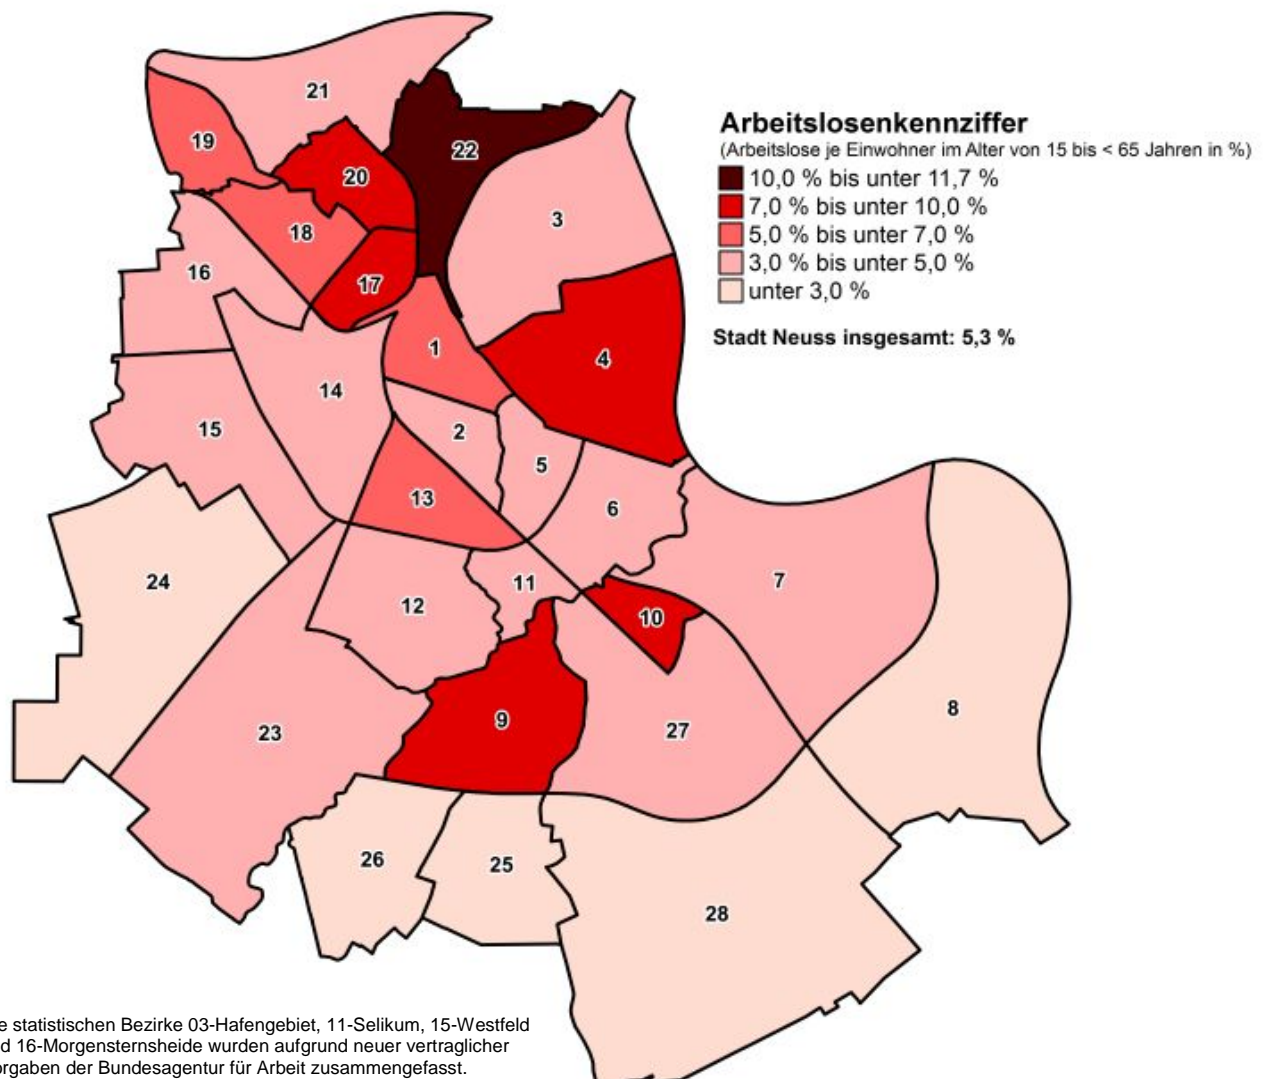 21
19
22
20
3
18
16
17
1
4
14
2
15
5
13
6
24
7
11
12
10
8
9
27
23
26
25
28
Arbeitslosenkennziffer
(Arbeitslose je Einwohner im Alter von 15 bis < 65 Jahren in %)
10,0 % bis unter 11,7 %
7,0 % bis unter 10,0 %
5,0 % bis unter 7,0 %
3,0 % bis unter 5,0 %
unter 3,0 %
Stadt Neuss insgesamt: 5,3 %
e statistischen Bezirke 03-Hafengebiet, 11-Selikum, 15-Westfeld
d 16-Morgensternsheide wurden aufgrund neuer vertraglicher
orgaben der Bundesagentur für Arbeit zusammengefasst.